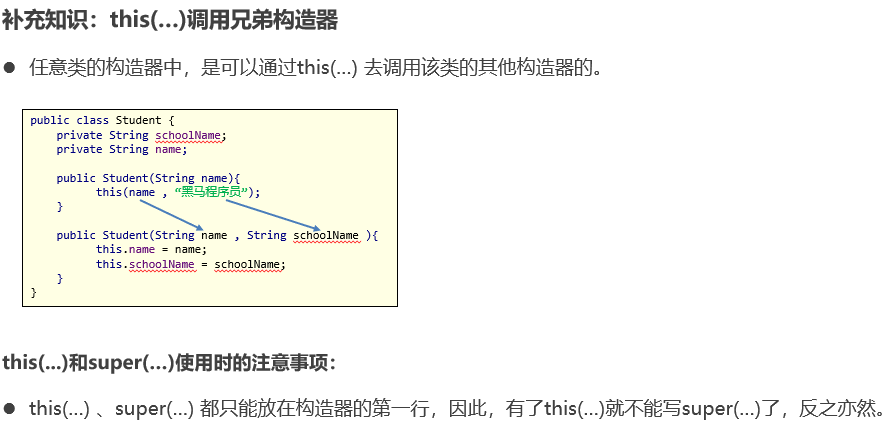 补充知识：this(…)调用兄弟构造器
● 任意类的构造器中，是可以通过this(…) 去调用该类的其他构造器的。
public class Student {
    private String schoolName;
    private String name;
    public Student(String name){
        this(name , “黑马程序员”);
    }
    public Student(String name , String schoolName ){
        this.name = name;
        this.schoolName = schoolName;
    }
}
this(...)和super(…)使用时的注意事项：
● this(…) 、super(…) 都只能放在构造器的第一行，因此，有了this(…)就不能写super(…)了，反之亦然。